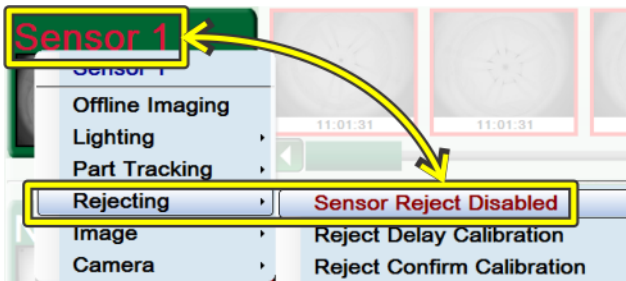 Sensor 1
Sensor 1
Offline Imaging
11:01:31 11:01:31
Lighting
Part Tracking
Rejecting Sensor Reject Disabled
Image Reject Delay Calibration
Camera Reject Confirm Calibration